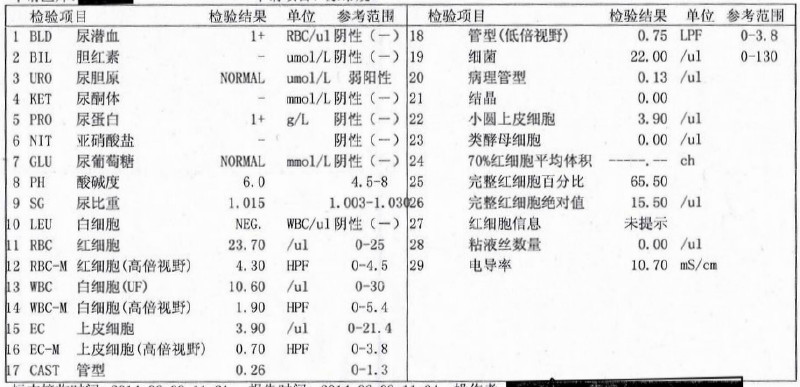 检验项目 检验结果 单位 参考范围
1 BLD 尿潜血 1+ RBC/ul 阴性(-)
2 BIL 胆红素 - umol/L 阴性(-)
3 URO 尿胆原 NORMAL umol/L 弱阳性
4 KET 尿酮体 - mmol/L 阴性(-)
5 PRO 尿蛋白 1+ g/L 阴性(-)
6 NIT 亚硝酸盐 - 阴性(-)
7 GLU 尿葡萄糖 NORMAL mmol/L 阴性(-)
8 PH 酸碱度 6.0 4.5-8
9 SG 尿比重 1.015 1.003-1.030
10 LEU 白细胞 NEG. WBC/ul 阴性(-)
11 RBC 红细胞 23.70 /ul 0-25
12 RBC-M 红细胞(高倍视野) 4.30 HPF 0-4.5
13 WBC 白细胞(UF) 10.60 /ul 0-30
14 WBC-M 白细胞(高倍视野) 1.90 HPF 0-5.4
15 EC 上皮细胞 3.90 /ul 0-21.4
16 EC-M 上皮细胞(高倍视野) 0.70 HPF 0-3.8
17 CAST 管型 0.26 0-1.3
检验项目 检验结果 单位 参考范围
18 管型(低倍视野) 0.75 LPF 0-3.8
19 细菌 22.00 /ul 0-130
20 病理管型 0.13 /ul
21 结晶 0.00
22 小圆上皮细胞 3.90 /ul
23 类酵母细胞 0.00 /ul
24 70%红细胞平均体积 -----.-- ch
25 完整红细胞百分比 65.50
26 完整红细胞绝对值 15.50 /ul
27 红细胞信息 未提示
28 粘液丝数量 0.00 /ul
29 电导率 10.70 mS/cm